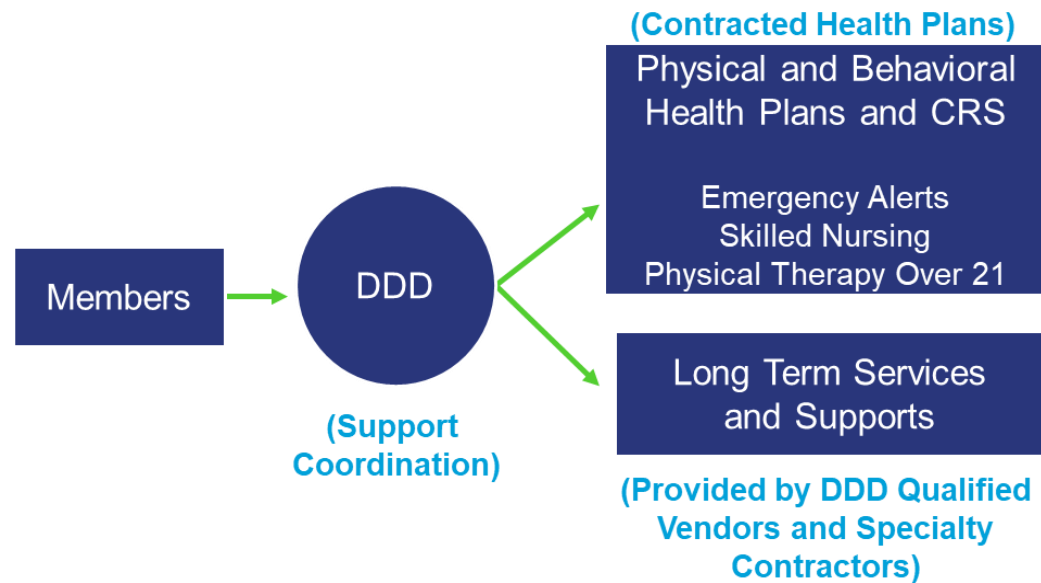 (Contracted Health Plans)
Physical and Behavioral
Health Plans and CRS
Emergency Alerts
Skilled Nursing
Physical Therapy Over 21
Members
DDD
(Support
Coordination)
Long Term Services
and Supports
(Provided by DDD Qualified
Vendors and Specialty
Contractors)